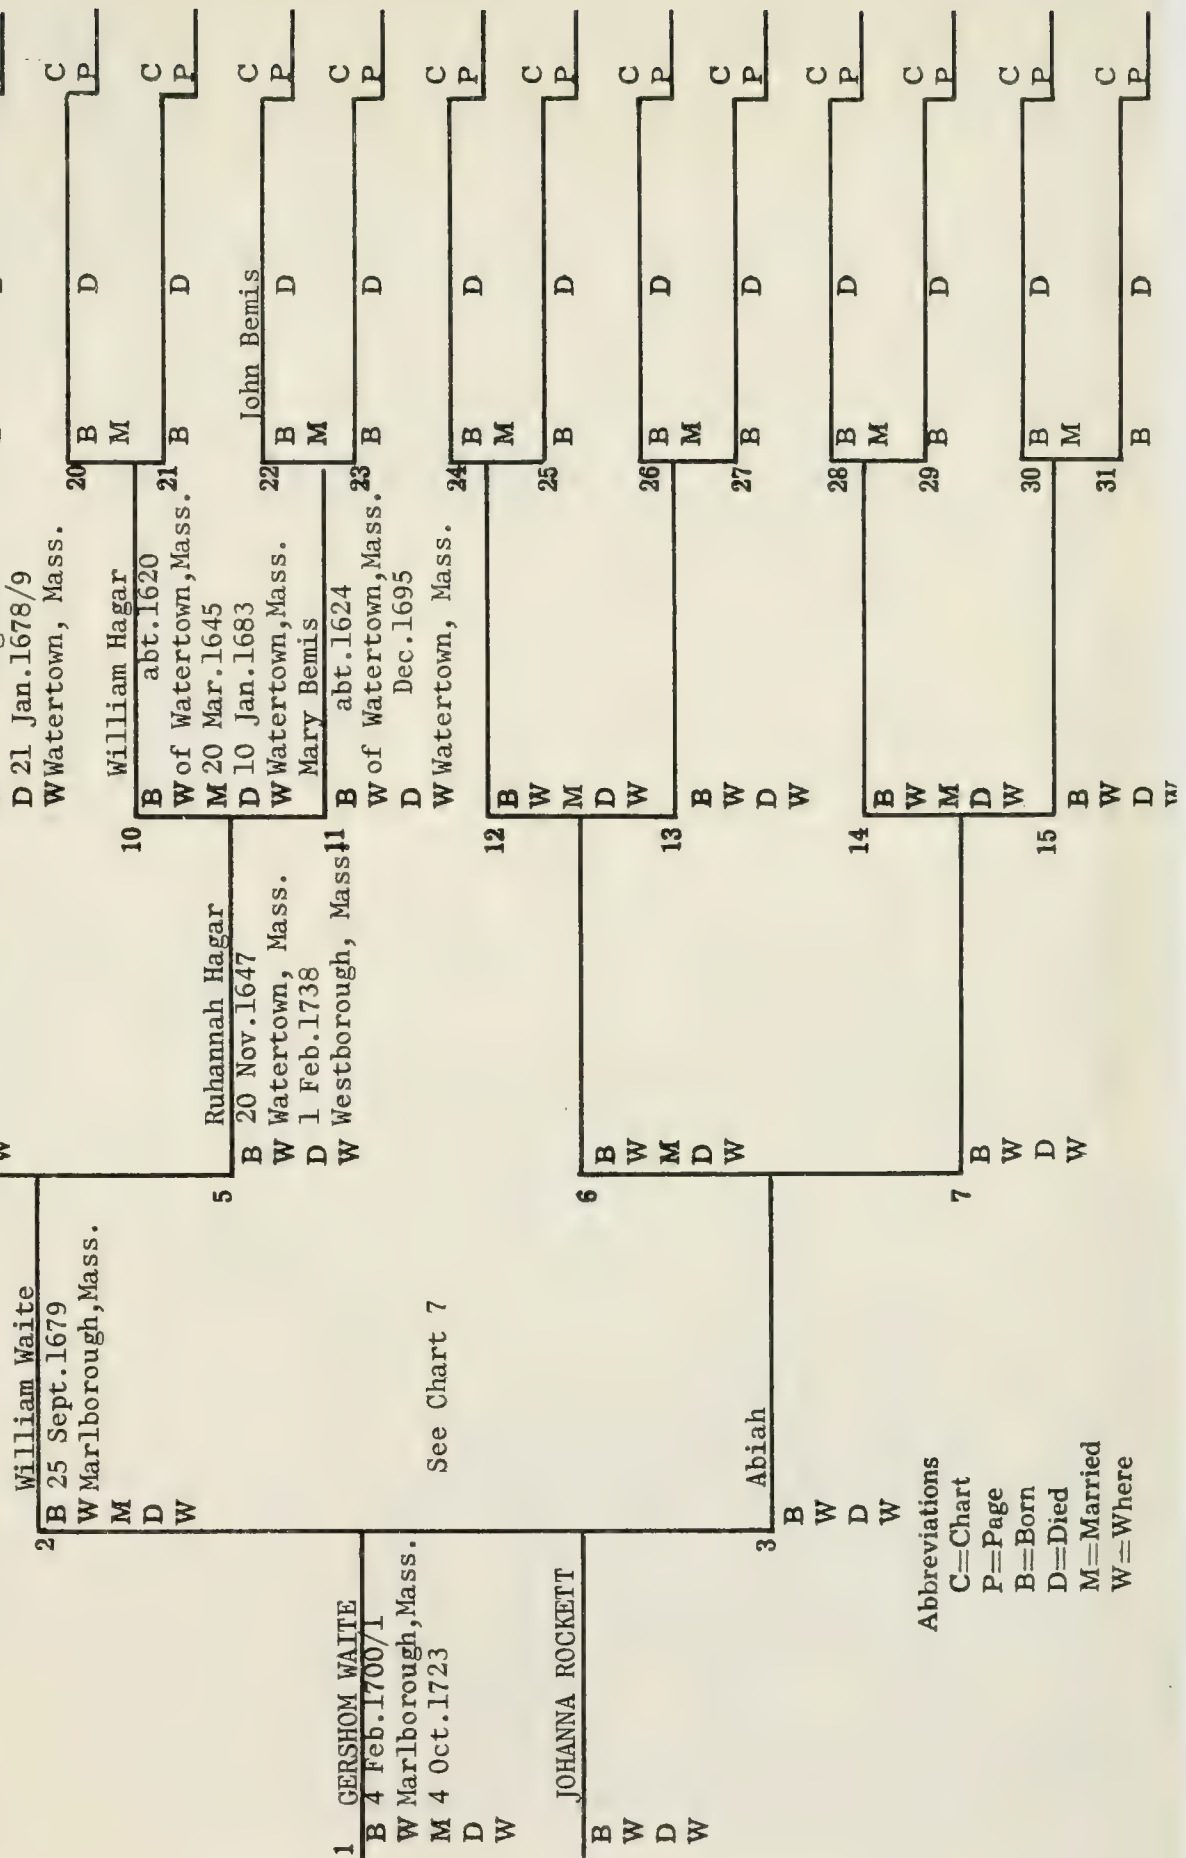 1
GERSHOM WAITE
B 4 Feb.1700/1
W Marlborough,Mass.
M 4 Oct.1723
D
W
JOHANNA ROCKETT
B
W
D
W
2
William Waite
B 25 Sept.1679
W Marlborough,Mass.
M
D
W
See Chart 7
3
Abiah
B
W
D
W
Abbreviations
C=Chart
P=Page
B=Born
D=Died
M=Married
W=Where
W
5
Ruhannah Hagar
B 20 Nov.1647
W Watertown, Mass.
D 1 Feb.1738
W Westborough, Mass.
6
B
W
M
D
W
7
B
W
D
W
D 21 Jan.1678/9
W Watertown, Mass.
10
William Hagar
B abt.1620
W of Watertown,Mass.
M 20 Mar.1645
D 10 Jan.1683
W Watertown,Mass.
11
Mary Bemis
B abt.1624
W of Watertown,Mass.
D Dec.1695
W Watertown, Mass.
12
B
W
M
D
W
13
B
W
D
W
14
B
W
M
D
W
15
B
W
D
W
20
C
B D P
M
21
C
B D P
22
John Bemis
C
B D P
M
23
C
B D P
24
C
B D P
M
25
C
B D P
26
C
B D P
M
27
C
B D P
28
C
B D P
M
29
C
B D P
30
C
B D P
M
31
C
B D P